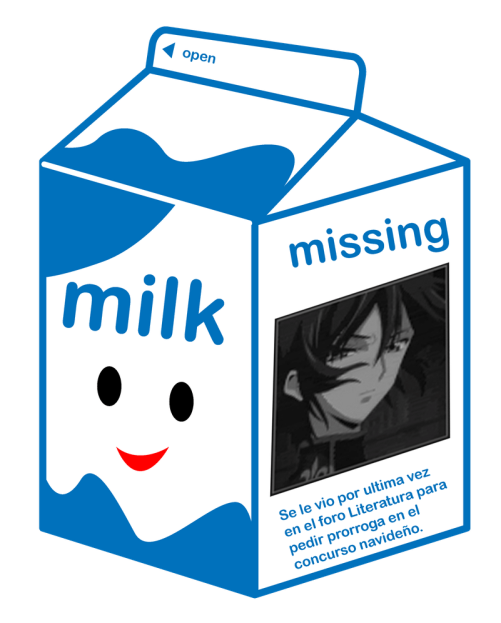 open
milk
missing
Se le vio por ultima vez
en el foro Literatura para
pedir prorroga en el
concurso navideño.